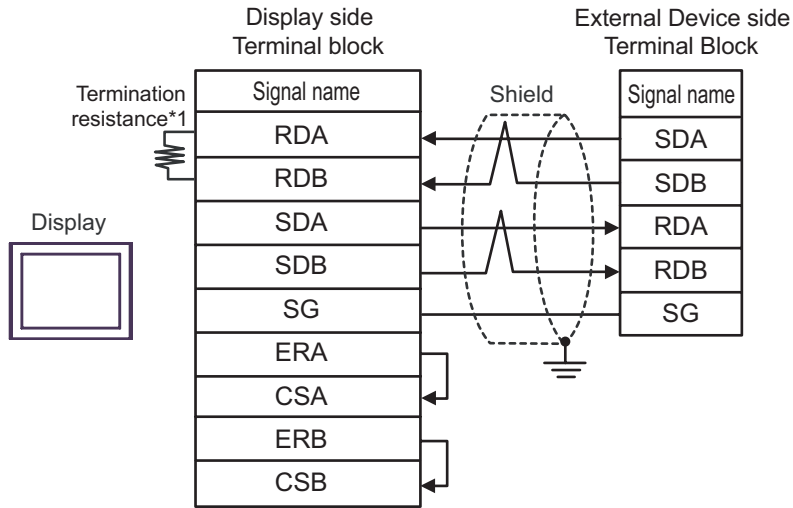 Display side
Terminal block
External Device side
Terminal Block
Termination
resistance*1
Signal name
RDA
RDB
SDA
SDB
SG
ERA
CSA
ERB
CSB
Display
Shield
Signal name
SDA
SDB
RDA
RDB
SG